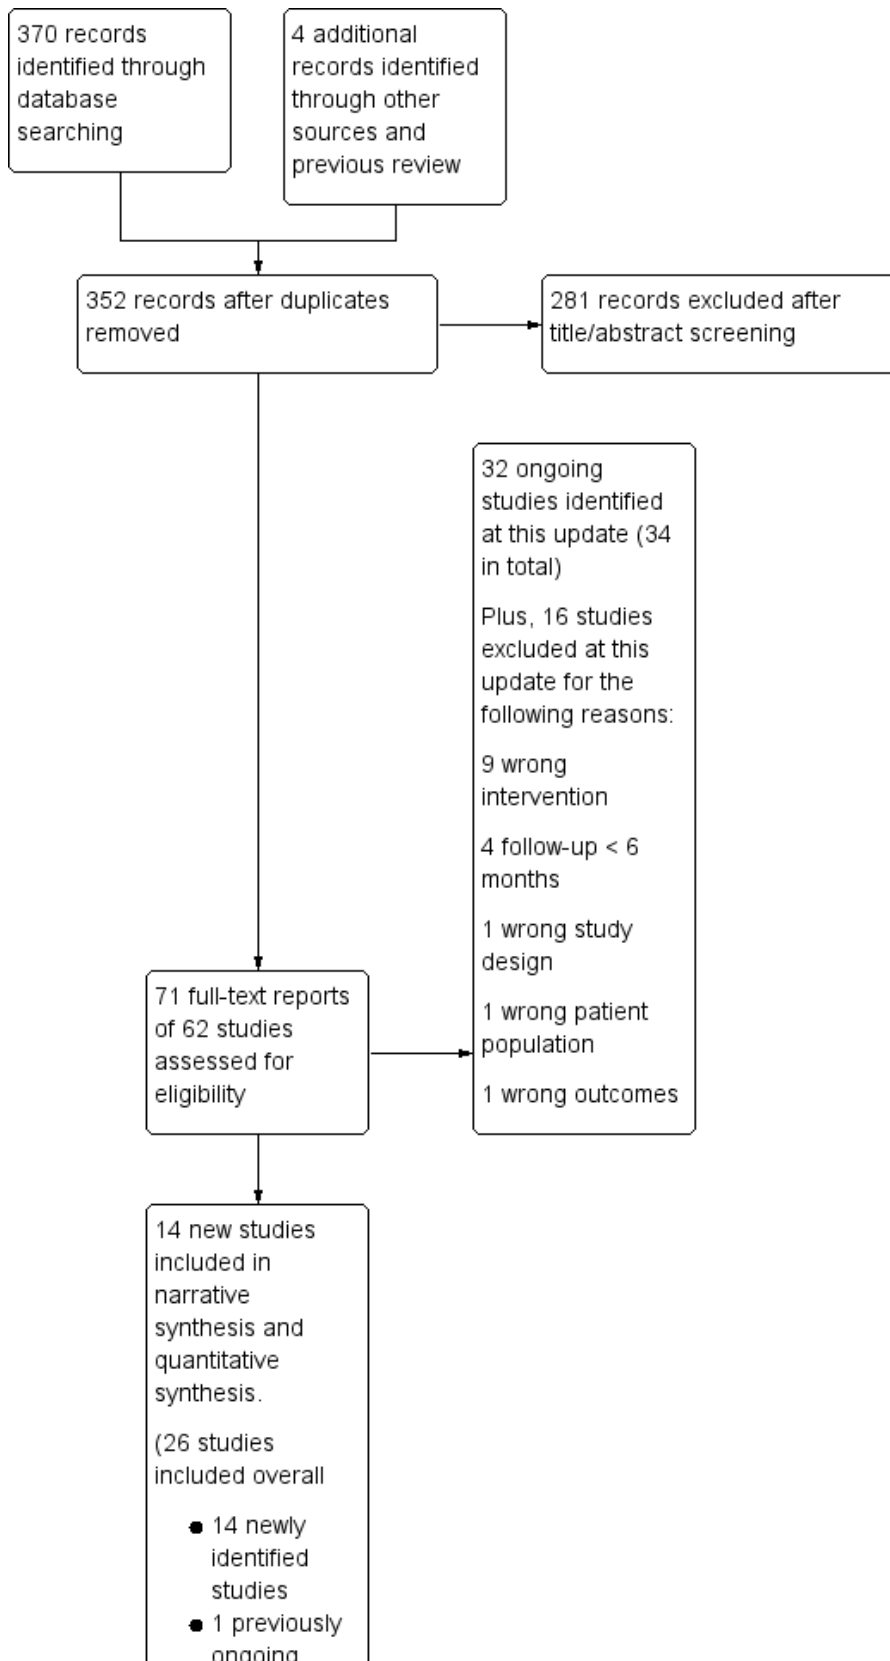 370 records
identified through
database
searching
4 additional
records identified
through other
sources and
previous review
352 records after duplicates
removed
281 records excluded after
title/abstract screening
32 ongoing
studies identified
at this update (34
in total)
Plus, 16 studies
excluded at this
update for the
following reasons:
9 wrong
intervention
4 follow-up < 6
months
1 wrong study
design
1 wrong patient
population
1 wrong outcomes
71 full-text reports
of 62 studies
assessed for
eligibility
14 new studies
included in
narrative
synthesis and
quantitative
synthesis.
(26 studies
included overall
● 14 newly
identified
studies
● 1 previously
ongoing